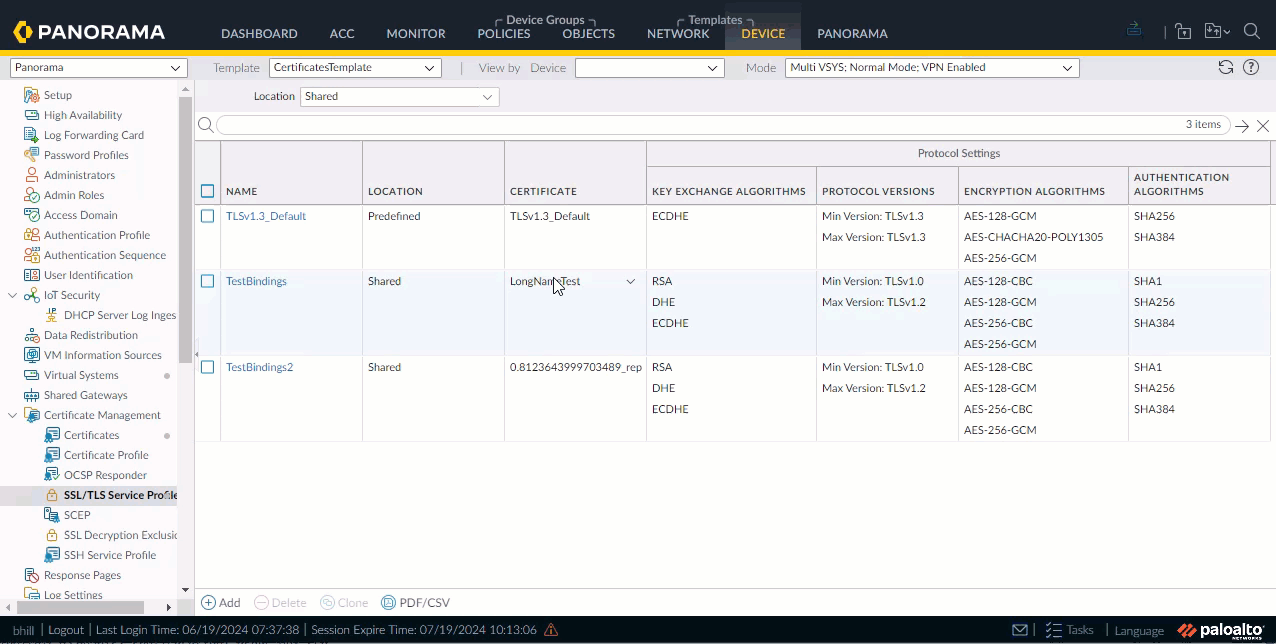 PANORAMA
DASHBOARD
ACC
MONITOR
Device Groups
POLICIES
OBJECTS
Templates
NETWORK
DEVICE
PANORAMA
Panorama
Template
CertificatesTemplate
View by
Device
Mode
Multi VSYS; Normal Mode; VPN Enabled
Setup
High Availability
Log Forwarding Card
Password Profiles
Administrators
Admin Roles
Access Domain
Authentication Profile
Authentication Sequence
User Identification
IoT Security
DHCP Server Log Inges
Data Redistribution
VM Information Sources
Virtual Systems
Shared Gateways
Certificate Management
Certificates
Certificate Profile
OCSP Responder
SSL/TLS Service Profile
SCEP
SSL Decryption Exclusio
SSH Service Profile
Response Pages
Log Settings
Location
Shared
3 items
Protocol Settings
NAME
LOCATION
CERTIFICATE
KEY EXCHANGE ALGORITHMS
PROTOCOL VERSIONS
ENCRYPTION ALGORITHMS
AUTHENTICATION
ALGORITHMS
TLSv1.3_Default
Predefined
TLSv1.3_Default
ECDHE
Min Version: TLSv1.3
Max Version: TLSv1.3
AES-128-GCM
AES-CHACHA20-POLY1305
AES-256-GCM
SHA256
SHA384
TestBindings
Shared
LongNameTest
RSA
DHE
ECDHE
Min Version: TLSv1.0
Max Version: TLSv1.2
AES-128-CBC
AES-128-GCM
AES-256-CBC
AES-256-GCM
SHA1
SHA256
SHA384
TestBindings2
Shared
0.8123643999703489_rep
RSA
DHE
ECDHE
Min Version: TLSv1.0
Max Version: TLSv1.2
AES-128-CBC
AES-128-GCM
AES-256-CBC
AES-256-GCM
SHA1
SHA256
SHA384
Add
Delete
Clone
PDF/CSV
bhill | Logout | Last Login Time: 06/19/2024 07:37:38 | Session Expire Time: 07/19/2024 10:13:06
Tasks | Language
paloalto
NETWORKS